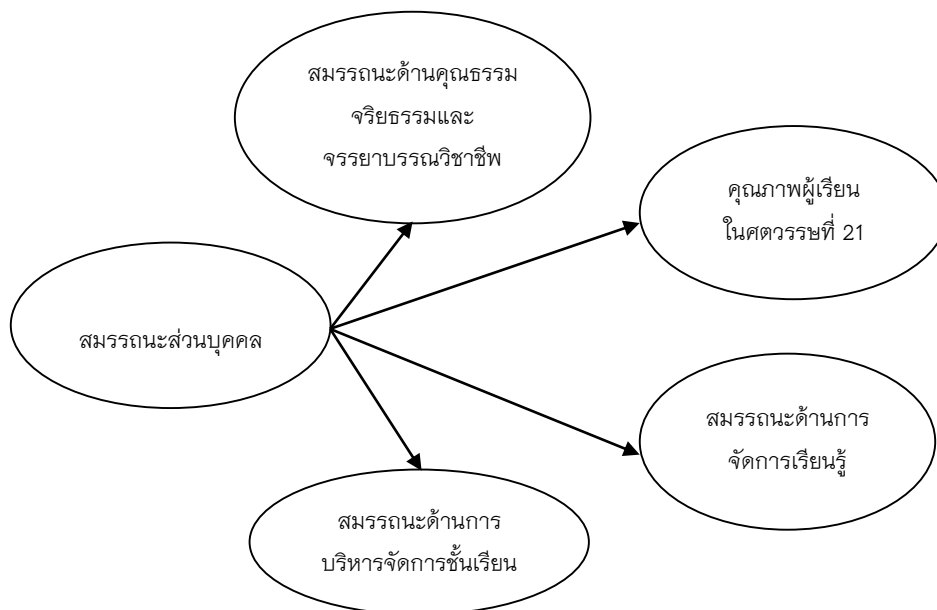 สมรรถนะด้านคุณธรรม
จริยธรรมและ
จรรยาบรรณวิชาชีพ
คุณภาพผู้เรียน
ในศตวรรษที่ 21
สมรรถนะส่วนบุคคล
สมรรถนะด้านการ
จัดการเรียนรู้
สมรรถนะด้านการ
บริหารจัดการชั้นเรียน